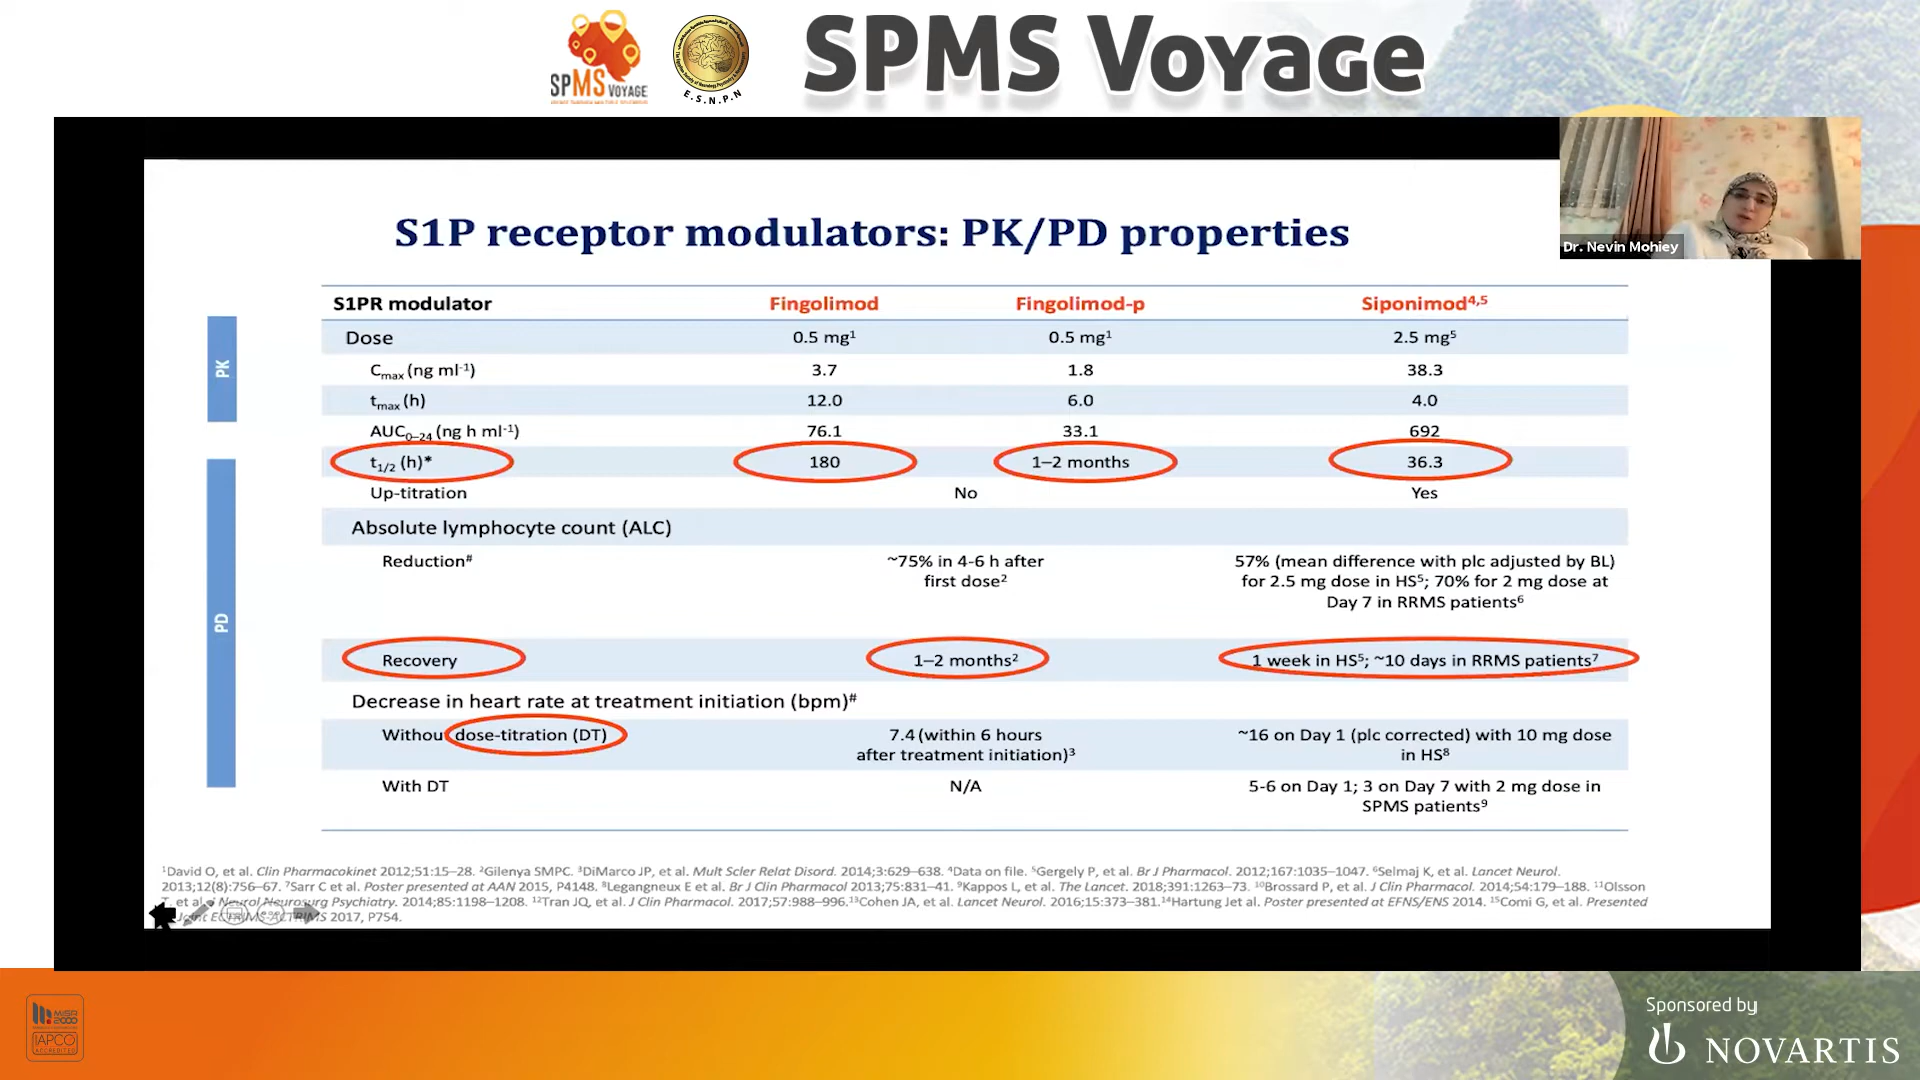 SPMS VOYAGE
E.S.N.P.N
SPMS Voyage
Dr. Nevin Mohiey
S1P receptor modulators: PK/PD properties
S1PR modulator Fingolimod Fingolimod-p Siponimod4,5
PK
Dose 0.5 mg1 0.5 mg1 2.5 mg5
Cmax (ng ml-1) 3.7 1.8 38.3
tmax (h) 12.0 6.0 4.0
AUC0–24 (ng h ml-1) 76.1 33.1 692
t1/2 (h)* 180 1–2 months 36.3
Up-titration No Yes
PD
Absolute lymphocyte count (ALC)
Reduction# ~75% in 4-6 h after 57% (mean difference with plc adjusted by BL)
first dose2 for 2.5 mg dose in HS5; 70% for 2 mg dose at
Day 7 in RRMS patients6
Recovery 1–2 months2 1 week in HS5; ~10 days in RRMS patients7
Decrease in heart rate at treatment initiation (bpm)#
Without dose-titration (DT) 7.4 (within 6 hours ~16 on Day 1 (plc corrected) with 10 mg dose
after treatment initiation)3 in HS8
With DT N/A 5-6 on Day 1; 3 on Day 7 with 2 mg dose in
SPMS patients9
1David O, et al. Clin Pharmacokinet 2012;51:15–28. 2Gilenya SMPC. 3DiMarco JP, et al. Mult Scler Relat Disord. 2014;3:629–638. 4Data on file. 5Gergely P, et al. Br J Pharmacol. 2012;167:1035–1047. 6Selmaj K, et al. Lancet Neurol.
2013;12(8):756–67. 7Sarr C et al. Poster presented at AAN 2015, P4148. 8Legangneux E et al. Br J Clin Pharmacol 2013;75:831–41. 9Kappos L, et al. The Lancet. 2018;391:1263–73. 10Brossard P, et al. J Clin Pharmacol. 2014;54:179–188. 11Olsson
T, et al. J Neurol Neurosurg Psychiatry. 2014;85:1198–1208. 12Tran JQ, et al. J Clin Pharmacol. 2017;57:988–996.13Cohen JA, et al. Lancet Neurol. 2016;15:373–381.14Hartung Jet al. Poster presented at EFNS/ENS 2014. 15Comi G, et al. Presented
Joint ECTRIMS-ACTRIMS 2017, P754.
MISR
2000
IAPCO
ACCREDITED
Sponsored by
NOVARTIS